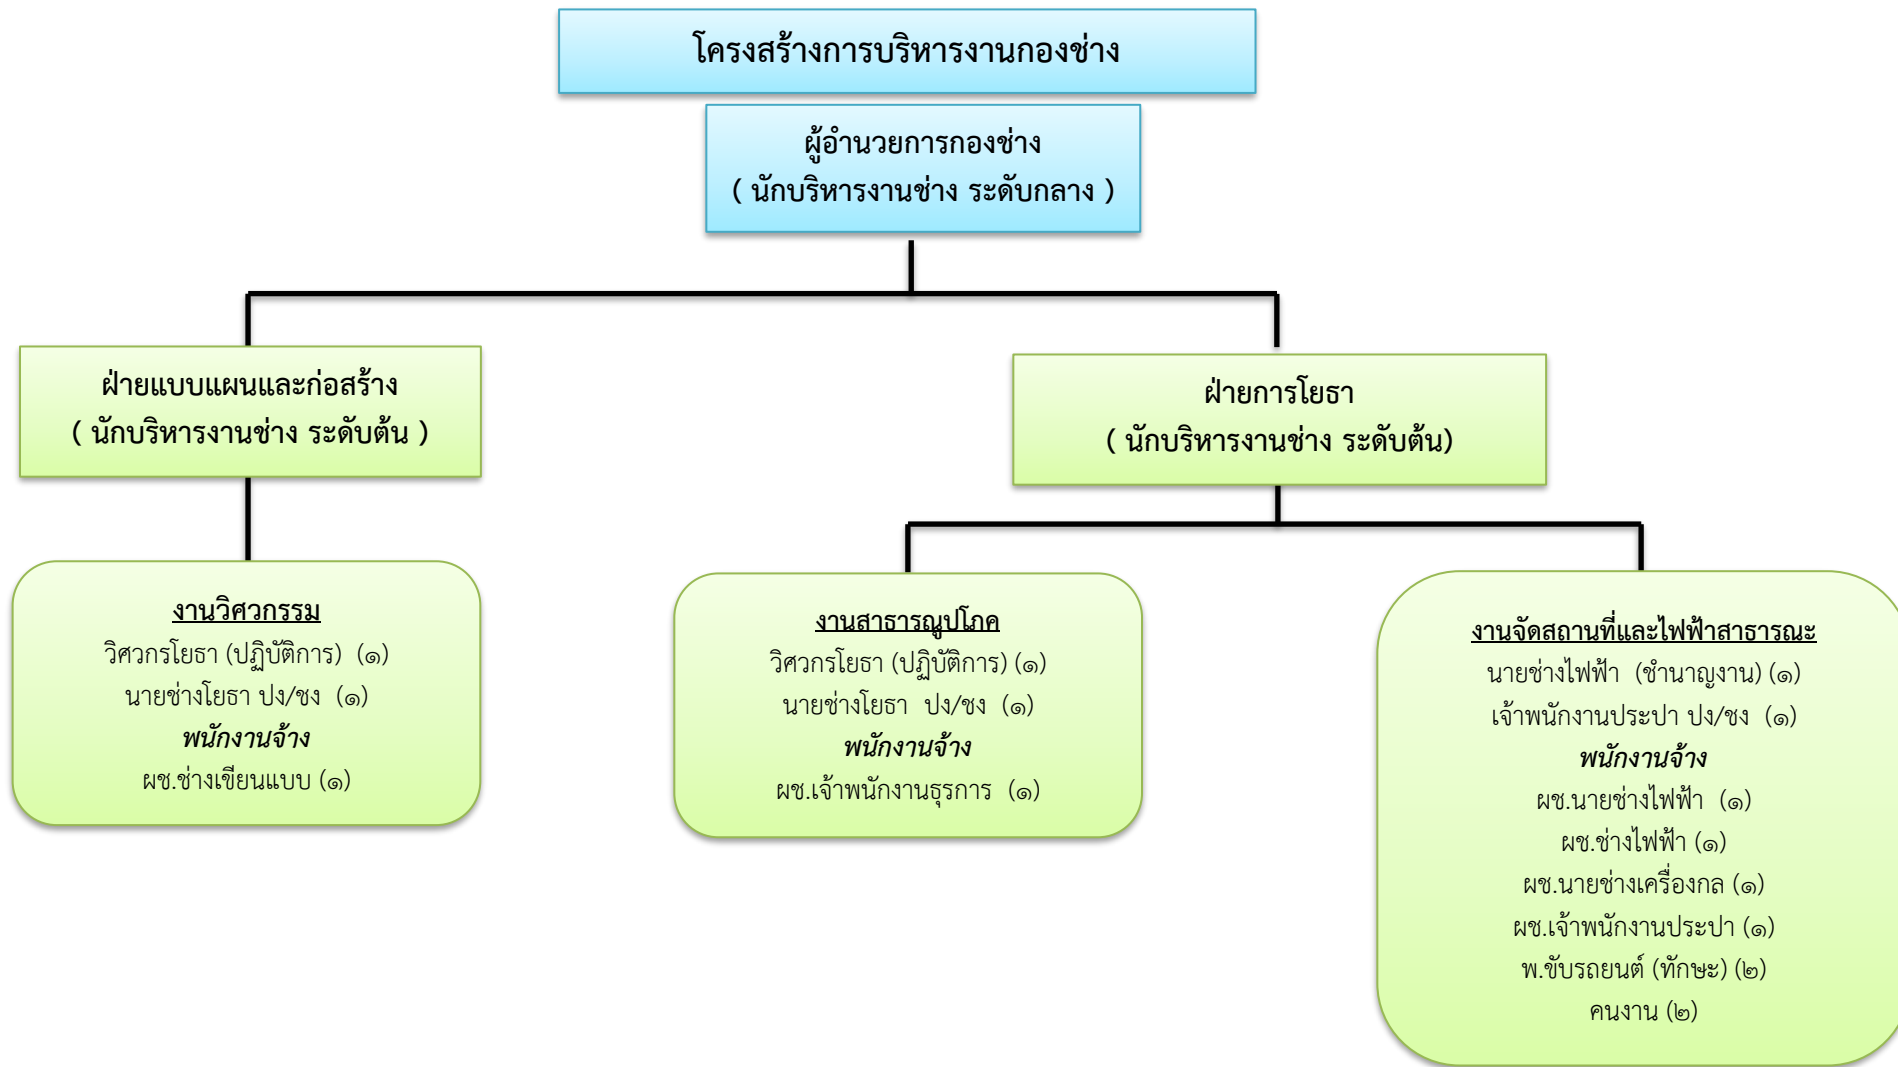 โครงสร้างการบริหารงานกองช่าง
ผู้อำนวยการกองช่าง
( นักบริหารงานช่าง ระดับกลาง )
ฝ่ายแบบแผนและก่อสร้าง
( นักบริหารงานช่าง ระดับต้น )
ฝ่ายการโยธา
( นักบริหารงานช่าง ระดับต้น)
งานวิศวกรรม
วิศวกรโยธา (ปฏิบัติการ) (๑)
นายช่างโยธา ปง/ชง (๑)
พนักงานจ้าง
ผช.ช่างเขียนแบบ (๑)
งานสาธารณูปโภค
วิศวกรโยธา (ปฏิบัติการ) (๑)
นายช่างโยธา ปง/ชง (๑)
พนักงานจ้าง
ผช.เจ้าพนักงานธุรการ (๑)
งานจัดสถานที่และไฟฟ้าสาธารณะ
นายช่างไฟฟ้า (ชำนาญงาน) (๑)
เจ้าพนักงานประปา ปง/ชง (๑)
พนักงานจ้าง
ผช.นายช่างไฟฟ้า (๑)
ผช.ช่างไฟฟ้า (๑)
ผช.นายช่างเครื่องกล (๑)
ผช.เจ้าพนักงานประปา (๑)
พ.ขับรถยนต์ (ทักษะ) (๒)
คนงาน (๒)